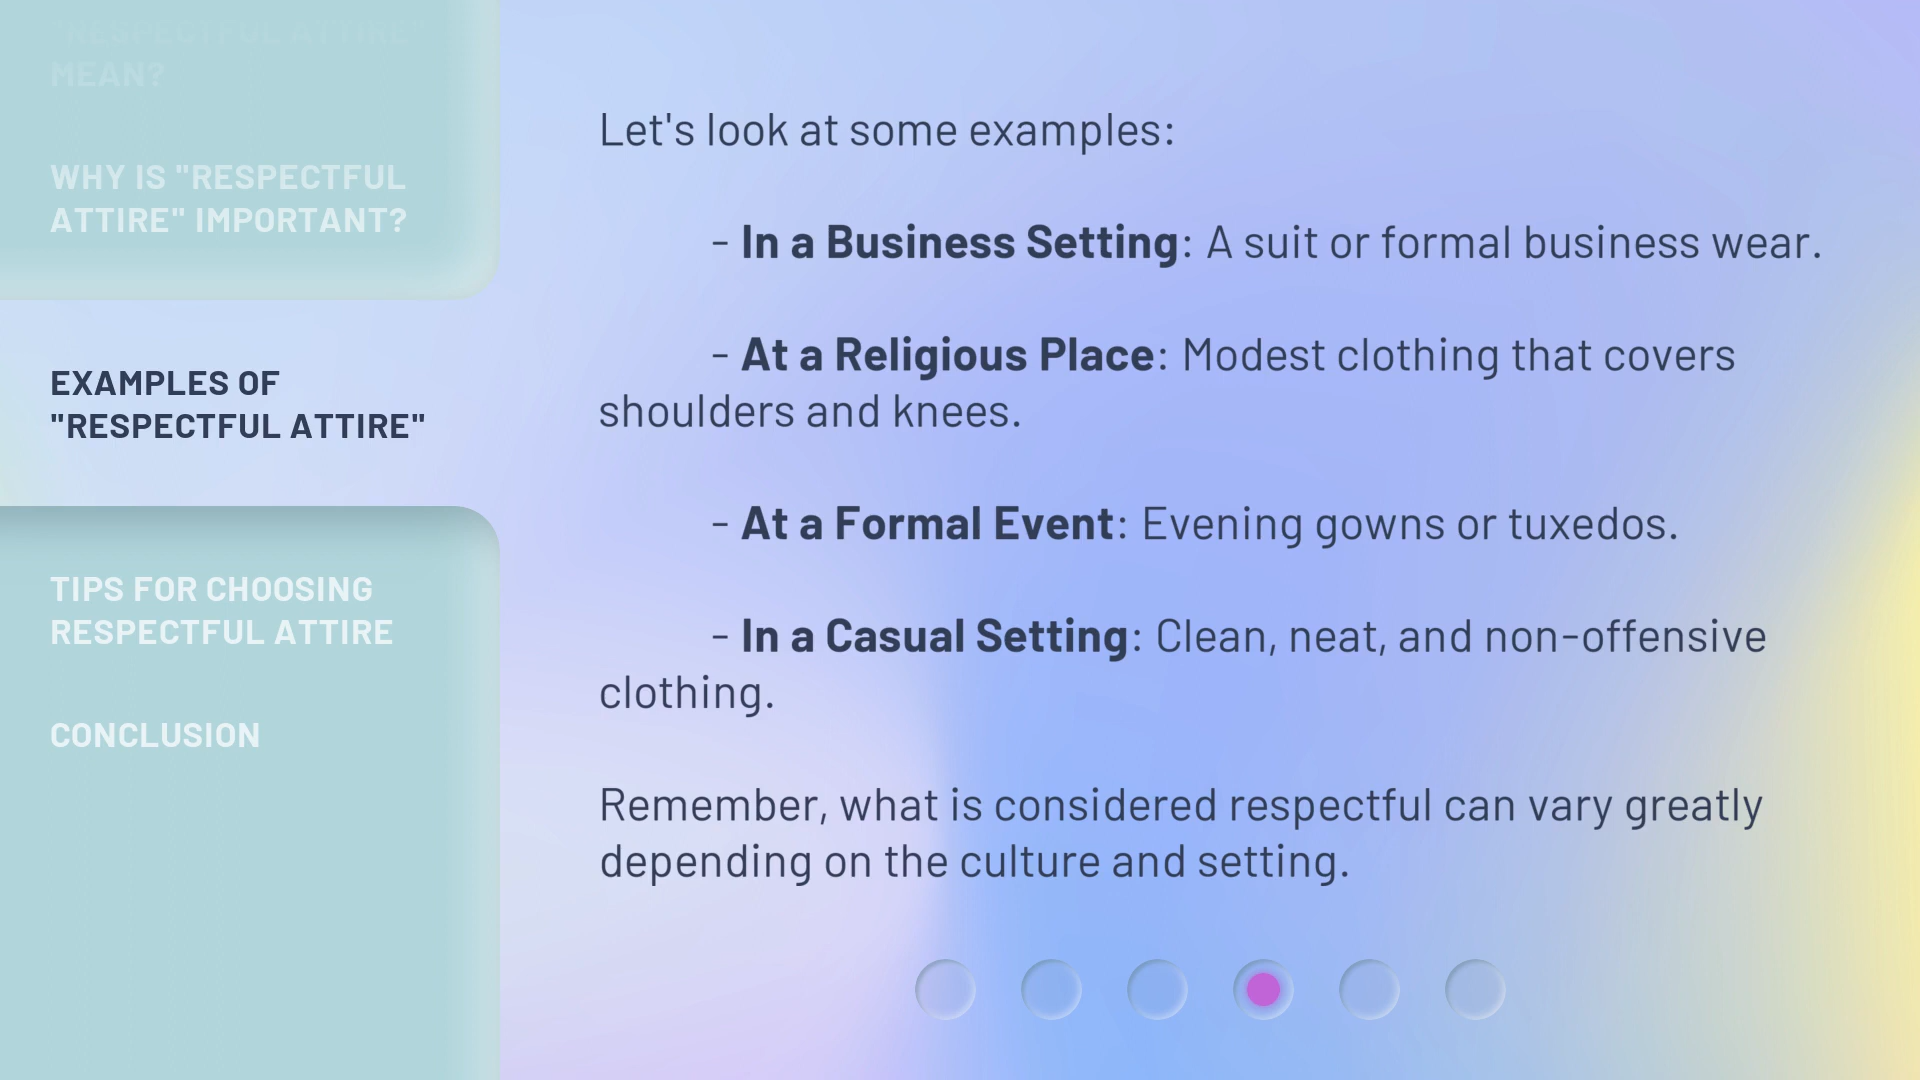 "RESPECTFUL ATTIRE"
MEAN?
WHY IS "RESPECTFUL
ATTIRE" IMPORTANT?
EXAMPLES OF
"RESPECTFUL ATTIRE"
TIPS FOR CHOOSING
RESPECTFUL ATTIRE
CONCLUSION
Let's look at some examples:
- In a Business Setting: A suit or formal business wear.
- At a Religious Place: Modest clothing that covers
shoulders and knees.
- At a Formal Event: Evening gowns or tuxedos.
- In a Casual Setting: Clean, neat, and non-offensive
clothing.
Remember, what is considered respectful can vary greatly
depending on the culture and setting.